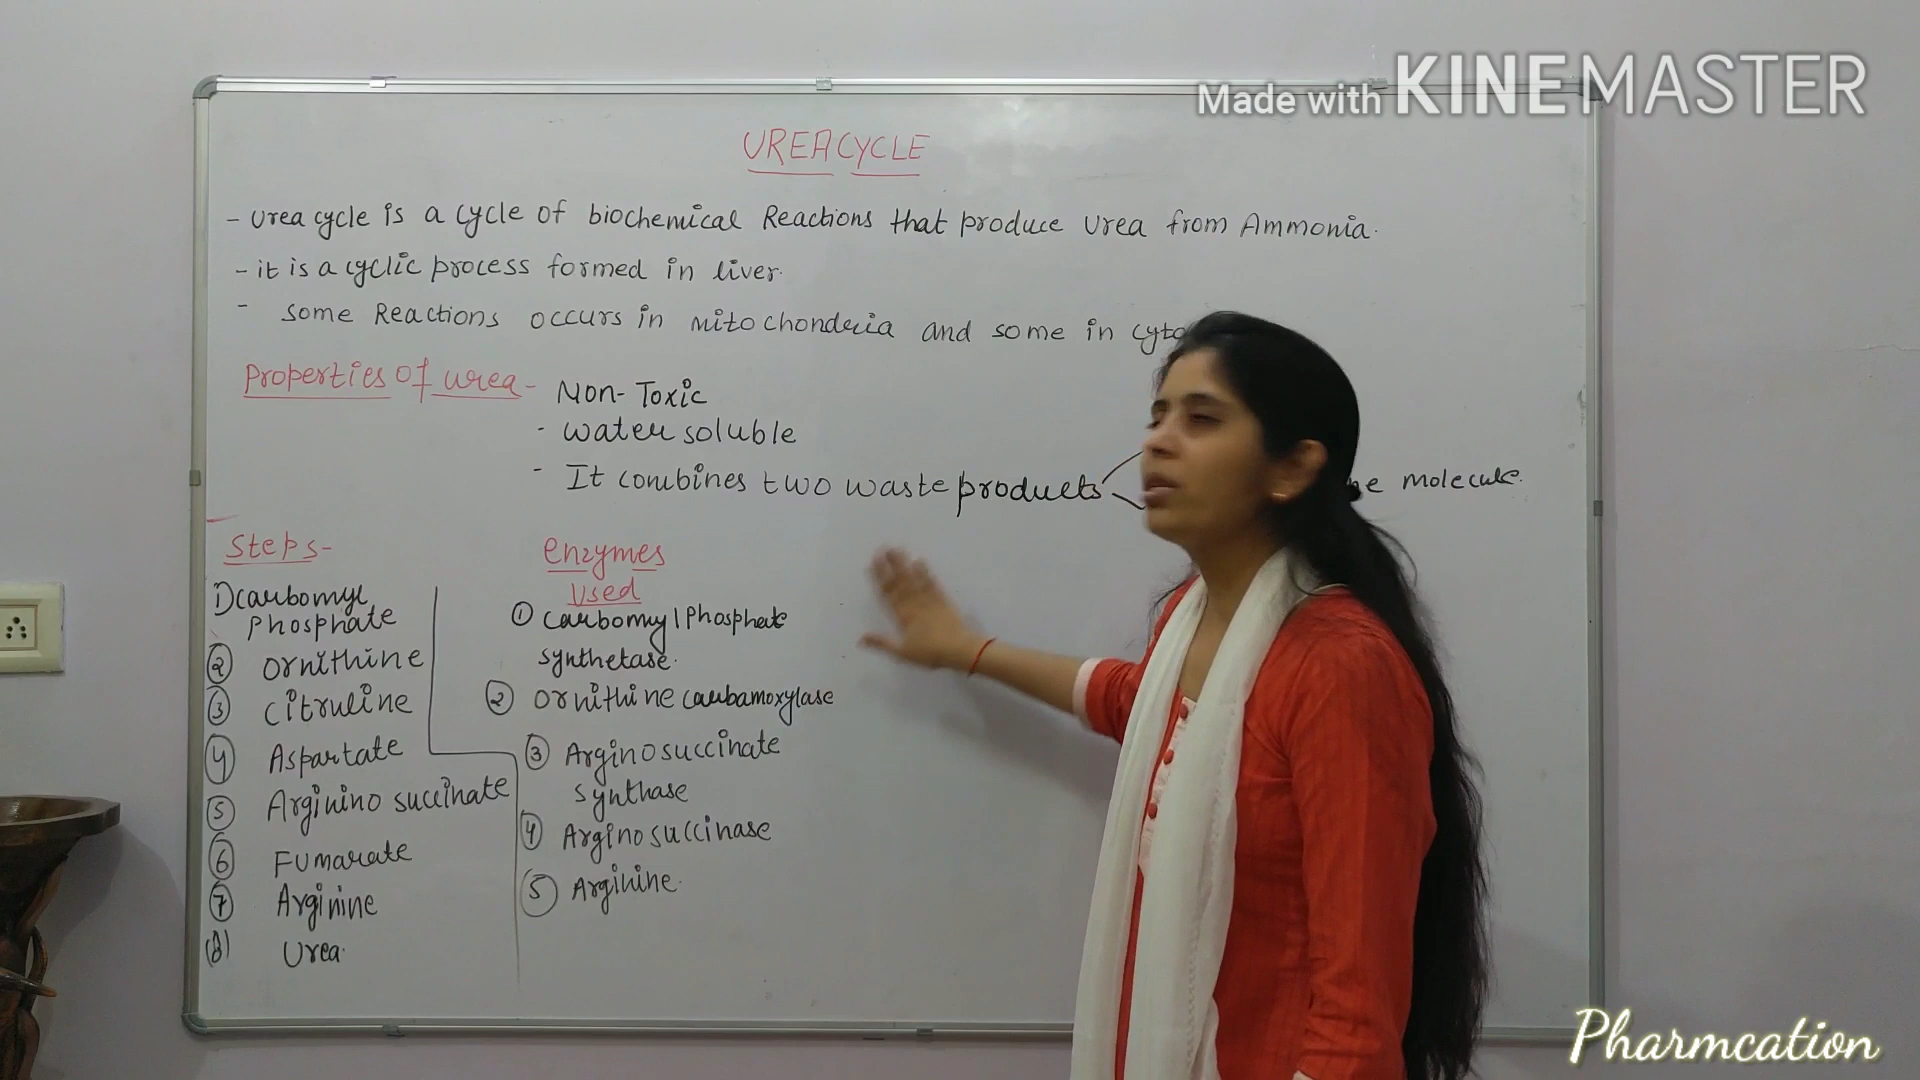 Made with KINEMASTER
UREA CYCLE
- Urea cycle is a cycle of biochemical Reactions that produce Urea from Ammonia.
- it is a cyclic process formed in liver.
- some Reactions occurs in Mitochonderia and some in cyto
Properties of urea - Non-Toxic
- water soluble
- It combines two waste products molecule.
Steps-
Enzymes
Used
1) carbomyl
Phosphate
① carbomyl Phosphate
synthetase.
② ornithine
② ornithine carbamoxylase
③ citruline
③ Arginosuccinate
synthase
④ Aspartate
⑤ Arginino succinate
④ Arginosuccinase
⑥ Fumarate
⑤ Arginine.
⑦ Arginine
(8) Urea.
Pharmcation